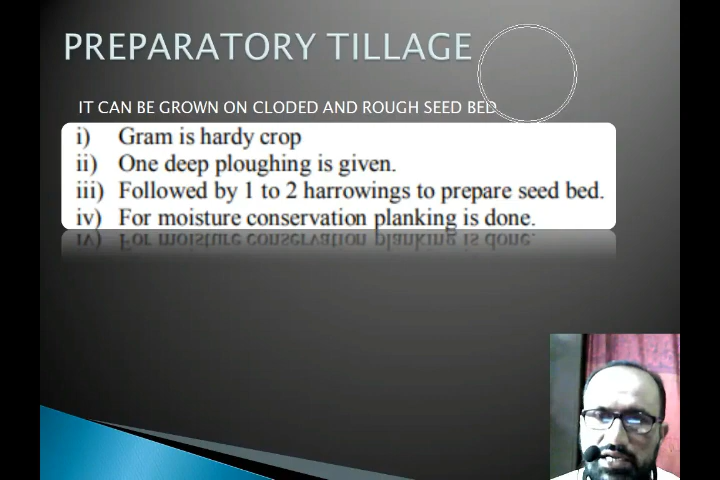 PREPARATORY TILLAGE
IT CAN BE GROWN ON CLODED AND ROUGH SEED BED
i) Gram is hardy crop
ii) One deep ploughing is given.
iii) Followed by 1 to 2 harrowings to prepare seed bed.
iv) For moisture conservation planking is done.